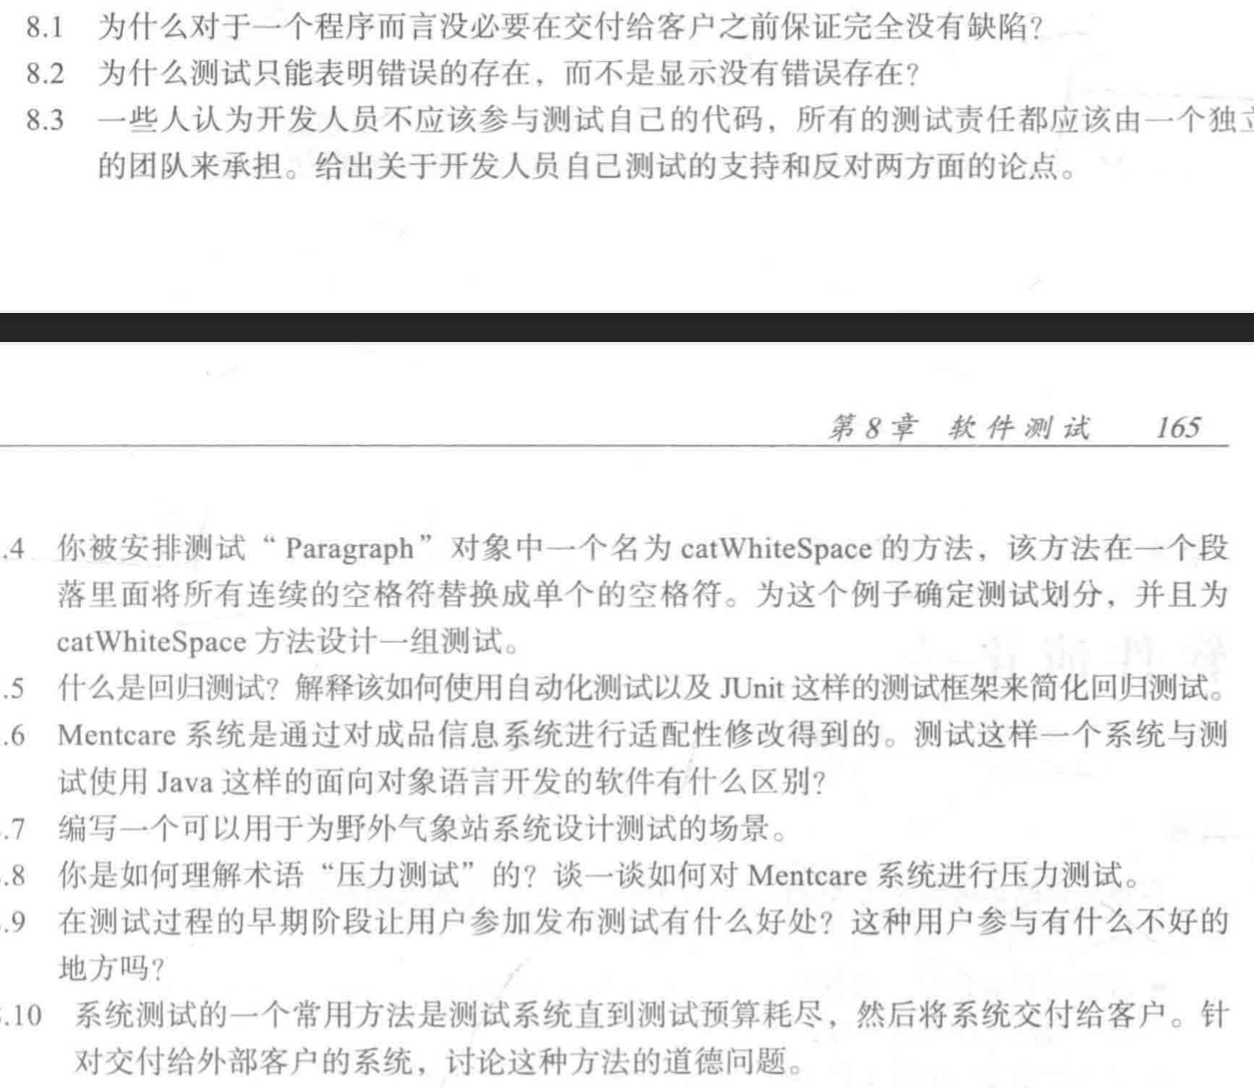 8.1 为什么对于一个程序而言没必要在交付给客户之前保证完全没有缺陷？
8.2 为什么测试只能表明错误的存在，而不是显示没有错误存在？
8.3 一些人认为开发人员不应该参与测试自己的代码，所有的测试责任都应该由一个独立
的团队来承担。给出关于开发人员自己测试的支持和反对两方面的论点。
第8章 软件测试 165
.4 你被安排测试“Paragraph”对象中一个名为 catWhiteSpace 的方法，该方法在一个段
落里面将所有连续的空格符替换成单个的空格符。为这个例子确定测试划分，并且为
catWhiteSpace 方法设计一组测试。
.5 什么是回归测试？解释该如何使用自动化测试以及 JUnit 这样的测试框架来简化回归测试。
.6 Mentcare 系统是通过对成品信息系统进行适配性修改得到的。测试这样一个系统与测
试使用 Java 这样的面向对象语言开发的软件有什么区别？
.7 编写一个可以用于为野外气象站系统设计测试的场景。
.8 你是如何理解术语“压力测试”的？谈一谈如何对 Mentcare 系统进行压力测试。
.9 在测试过程的早期阶段让用户参加发布测试有什么好处？这种用户参与有什么不好的
地方吗？
.10 系统测试的一个常用方法是测试系统直到测试预算耗尽，然后将系统交付给客户。针
对交付给外部客户的系统，讨论这种方法的道德问题。